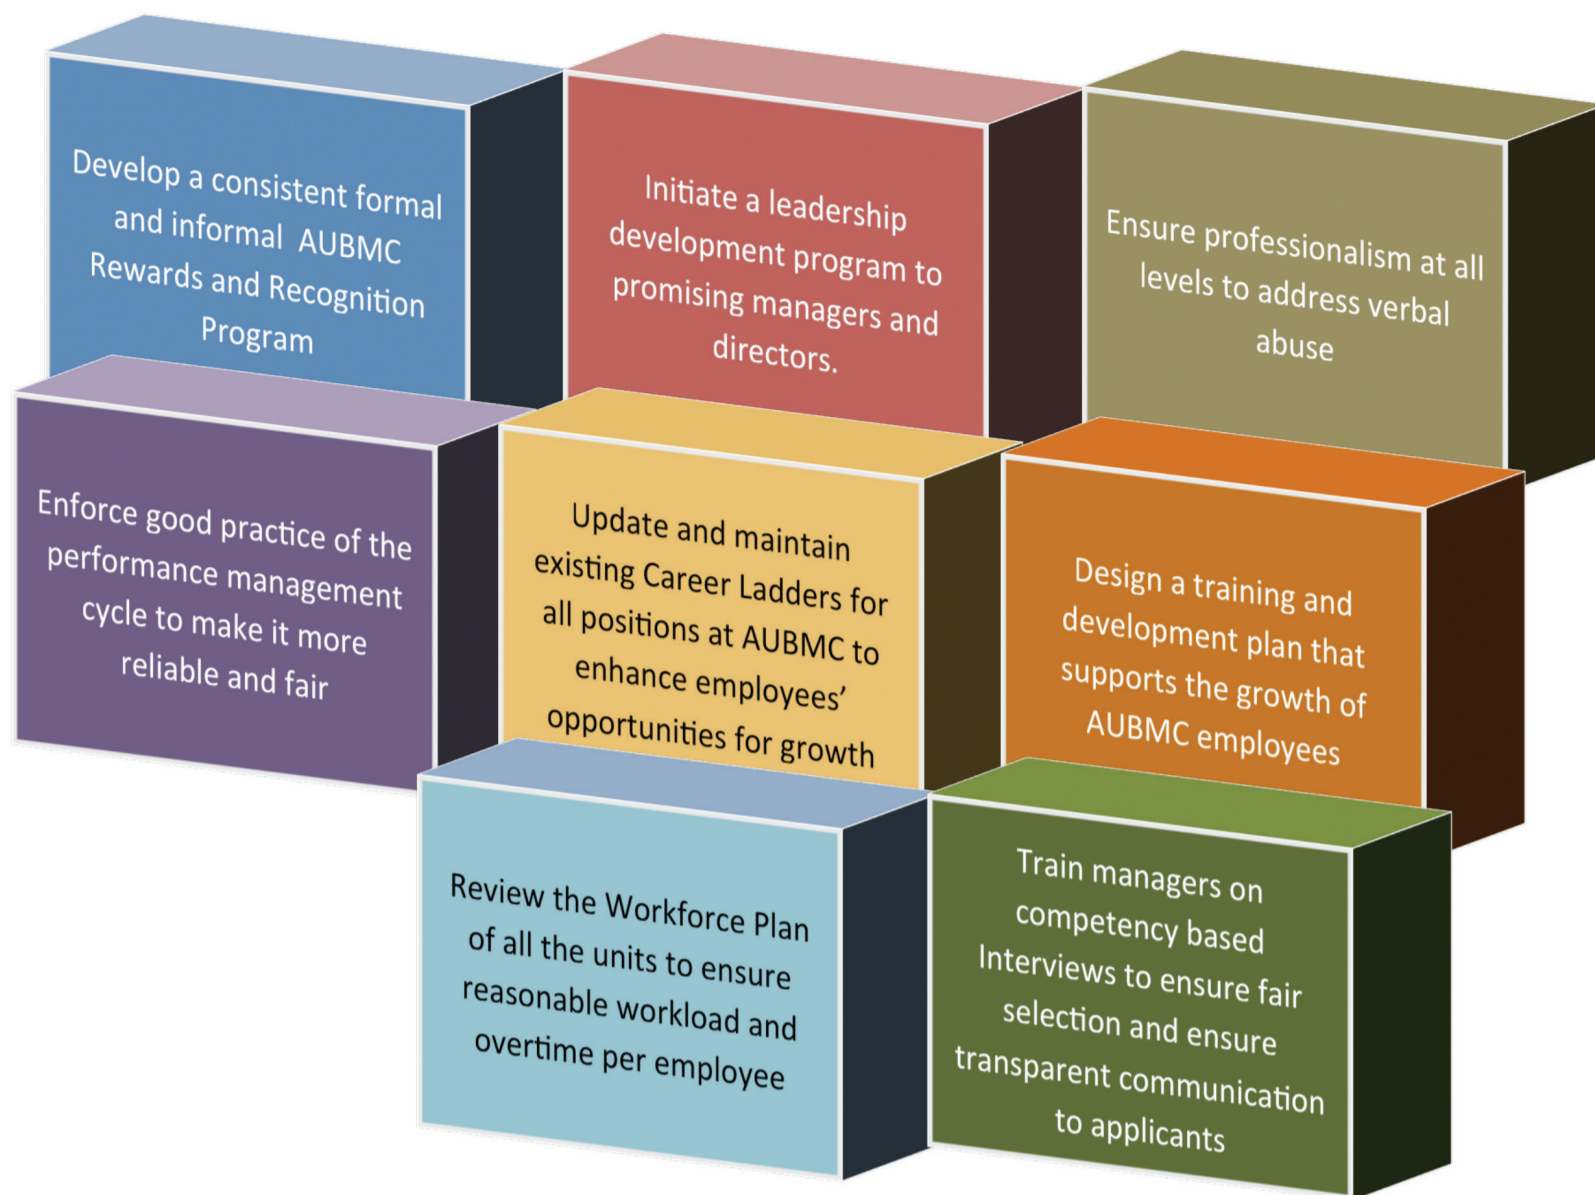 Develop a consistent formal
and informal AUBMC
Rewards and Recognition
Program
Initiate a leadership
development program to
promising managers and
directors.
Ensure professionalism at all
levels to address verbal
abuse
Enforce good practice of the
performance management
cycle to make it more
reliable and fair
Update and maintain
existing Career Ladders for
all positions at AUBMC to
enhance employees’
opportunities for growth
Design a training and
development plan that
supports the growth of
AUBMC employees
Review the Workforce Plan
of all the units to ensure
reasonable workload and
overtime per employee
Train managers on
competency based
Interviews to ensure fair
selection and ensure
transparent communication
to applicants